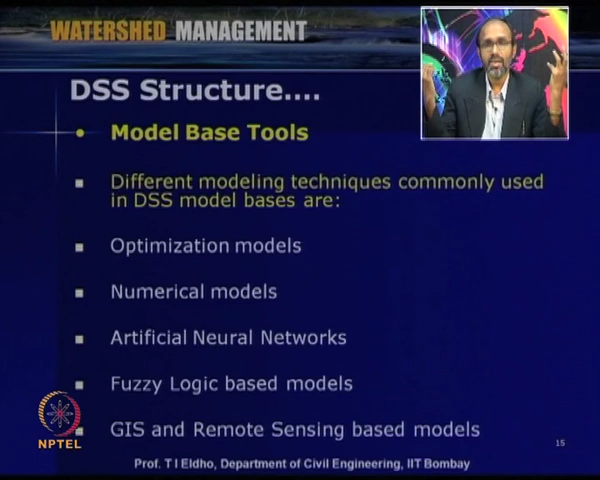 WATERSHED MANAGEMENT
DSS Structure....
• Model Base Tools
Different modeling techniques commonly used
in DSS model bases are:
Optimization models
Numerical models
Artificial Neural Networks
Fuzzy Logic based models
GIS and Remote Sensing based models
NPTEL
15
Prof. T I Eldho, Department of Civil Engineering, IIT Bombay